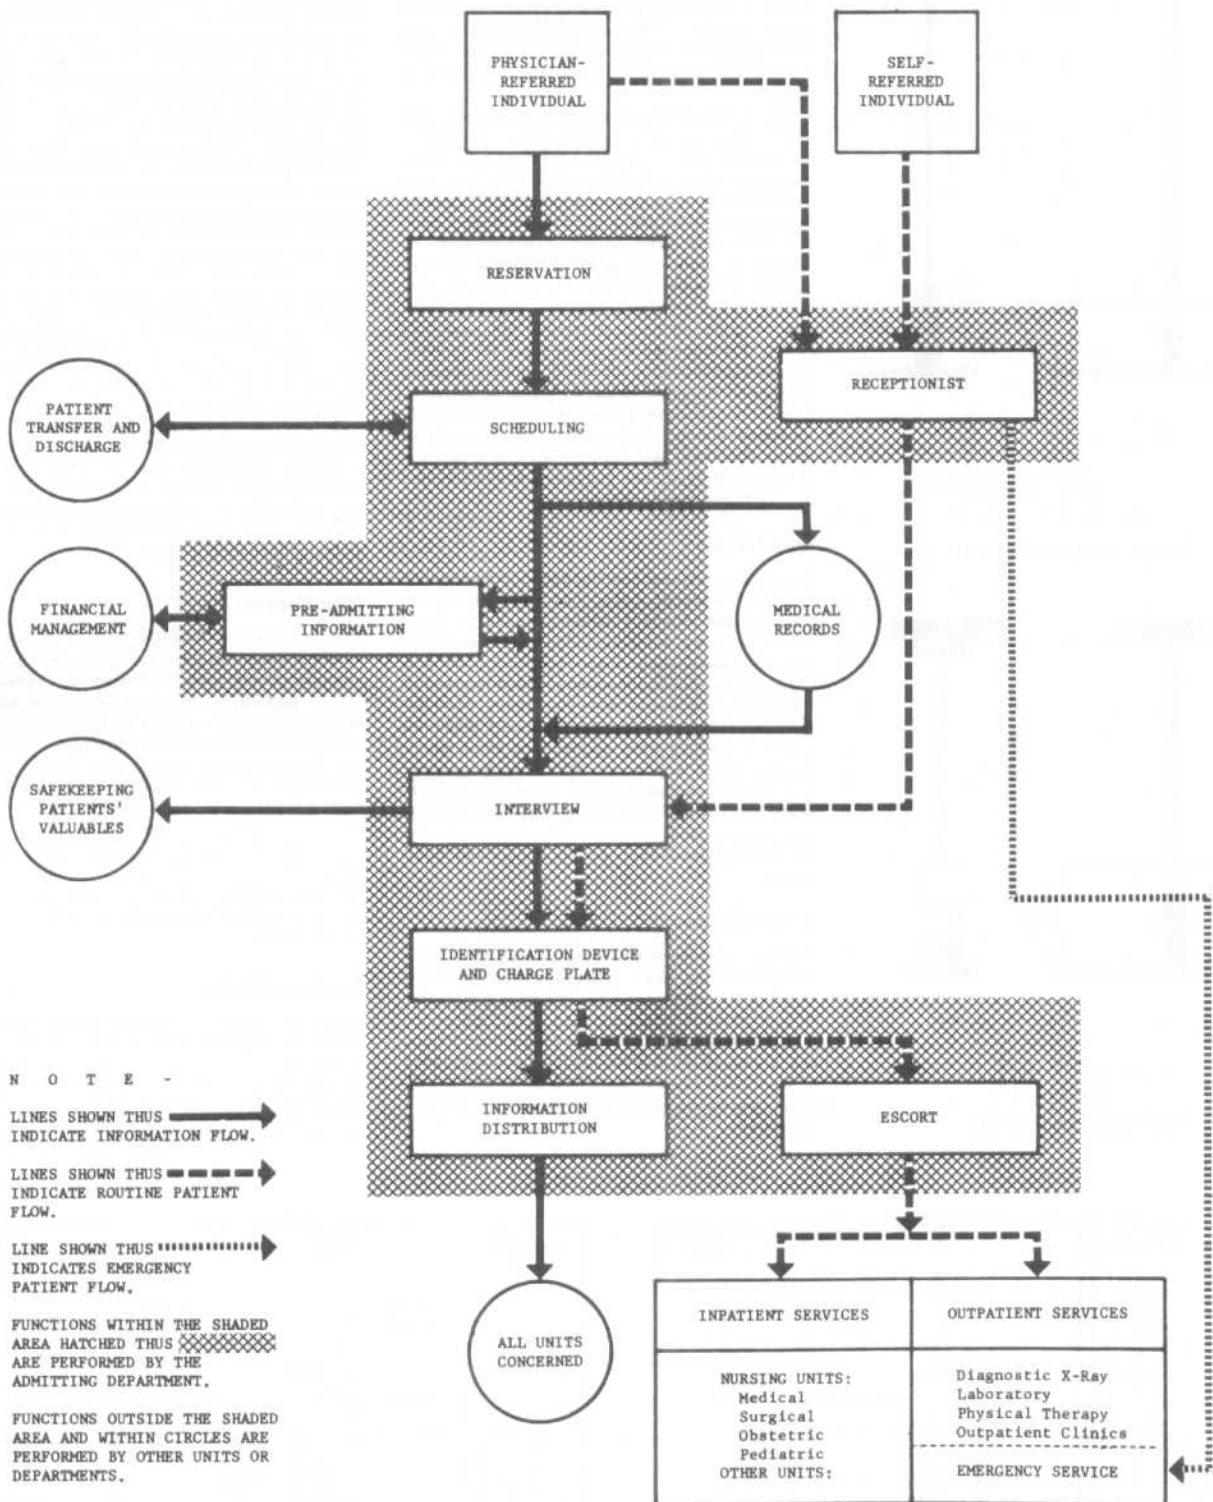 PHYSICIAN-
REFERRED
INDIVIDUAL
SELF-
REFERRED
INDIVIDUAL
RESERVATION
RECEPTIONIST
PATIENT
TRANSFER AND
DISCHARGE
SCHEDULING
FINANCIAL
MANAGEMENT
PRE-ADMITTING
INFORMATION
MEDICAL
RECORDS
SAFEKEEPING
PATIENTS'
VALUABLES
INTERVIEW
IDENTIFICATION DEVICE
AND CHARGE PLATE
INFORMATION
DISTRIBUTION
ESCORT
N O T E -
LINES SHOWN THUS
INDICATE INFORMATION FLOW.
LINES SHOWN THUS
INDICATE ROUTINE PATIENT
FLOW.
LINE SHOWN THUS
INDICATES EMERGENCY
PATIENT FLOW.
FUNCTIONS WITHIN THE SHADED
AREA HATCHED THUS
ARE PERFORMED BY THE
ADMITTING DEPARTMENT.
FUNCTIONS OUTSIDE THE SHADED
AREA AND WITHIN CIRCLES ARE
PERFORMED BY OTHER UNITS OR
DEPARTMENTS.
ALL UNITS
CONCERNED
INPATIENT SERVICES
OUTPATIENT SERVICES
NURSING UNITS:
Medical
Surgical
Obstetric
Pediatric
OTHER UNITS:
Diagnostic X-Ray
Laboratory
Physical Therapy
Outpatient Clinics
EMERGENCY SERVICE